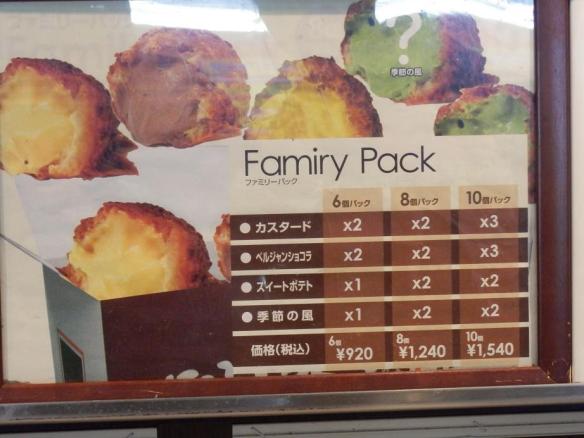 ?
季節の風
Famiry Pack
ファミリーパック
6個パック 8個パック 10個パック
●カスタード x2 x2 x3
●ベルジャンショコラ x2 x2 x3
●スイートポテト x1 x2 x2
●季節の風 x1 x2 x2
価格(税込) 6個 ¥920 8個 ¥1,240 10個 ¥1,540